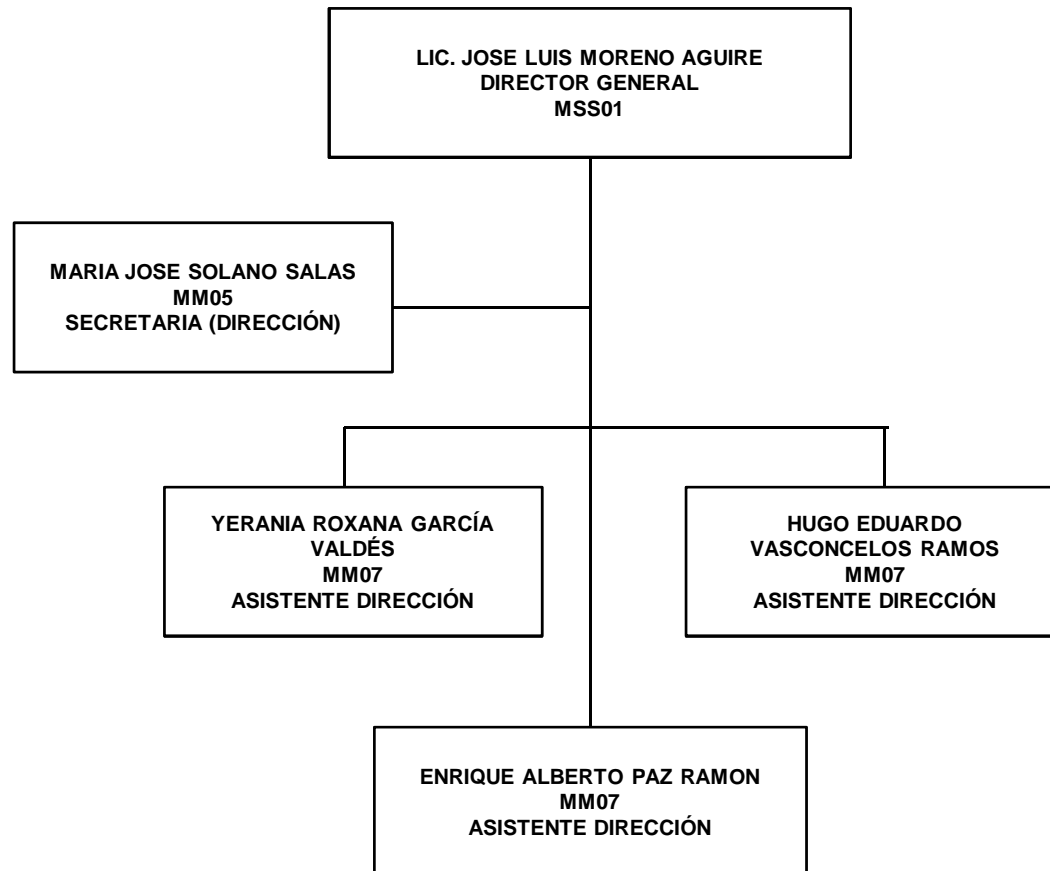 LIC. JOSE LUIS MORENO AGUIRE
DIRECTOR GENERAL
MSS01
MARIA JOSE SOLANO SALAS
MM05
SECRETARIA (DIRECCIÓN)
YERANIA ROXANA GARCÍA
VALDÉS
MM07
ASISTENTE DIRECCIÓN
HUGO EDUARDO
VASCONCELOS RAMOS
MM07
ASISTENTE DIRECCIÓN
ENRIQUE ALBERTO PAZ RAMON
MM07
ASISTENTE DIRECCIÓN